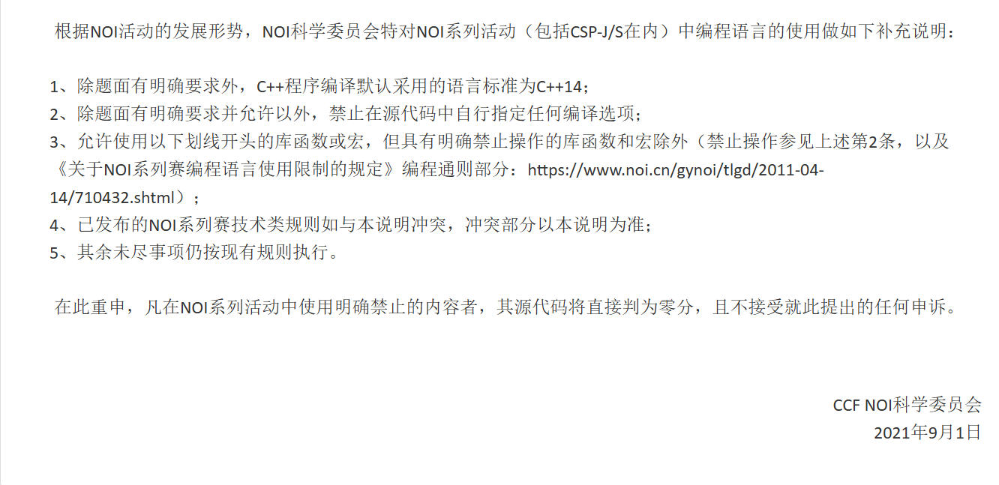 根据NOI活动的发展形势，NOI科学委员会特对NOI系列活动（包括CSP-J/S在内）中编程语言的使用做如下补充说明：
1、除题面有明确要求外，C++程序编译默认采用的语言标准为C++14；
2、除题面有明确要求并允许以外，禁止在源代码中自行指定任何编译选项；
3、允许使用以下划线开头的库函数或宏，但具有明确禁止操作的库函数和宏除外（禁止操作参见上述第2条，以及
《关于NOI系列赛编程语言使用限制的规定》编程通则部分：https://www.noi.cn/gynoi/tlgd/2011-04-
14/710432.shtml）；
4、已发布的NOI系列赛技术类规则如与本说明冲突，冲突部分以本说明为准；
5、其余未尽事项仍按现有规则执行。
在此重申，凡在NOI系列活动中使用明确禁止的内容者，其源代码将直接判为零分，且不接受就此提出的任何申诉。
CCF NOI科学委员会
2021年9月1日